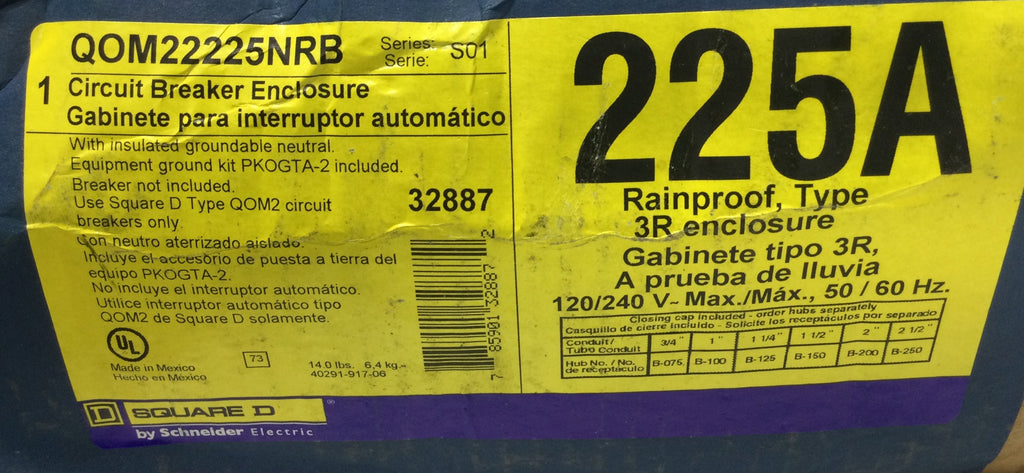 QOM22225NRB
Series:
Serie:
S01
1
Circuit Breaker Enclosure
Gabinete para interruptor automático
With insulated groundable neutral.
Equipment ground kit PKOGTA-2 included.
Breaker not included.
Use Square D Type QOM2 circuit
breakers only.
32887
Con neutro aterrizado aislado.
Incluye el accesorio de puesta a tierra del
equipo PKOGTA-2.
No incluye el interruptor automático.
Utilice interruptor automático tipo
QOM2 de Square D solamente.
UL
Made in Mexico
Hecho en México
73
14.0 lbs. 6,4 kg
40291-917-06
7 85901 32887 2
225A
Rainproof, Type
3R enclosure
Gabinete tipo 3R,
A prueba de lluvia
120/240 V~ Max./Máx., 50 / 60 Hz.
Closing cap included - order hubs separately
Casquillo de cierre incluido - Solicite los receptáculos por separado
Conduit/
Tubo Conduit
3/4" 1" 1 1/4" 1 1/2" 2" 2 1/2"
Hub No. / No.
de receptáculo
B-075 B-100 B-125 B-150 B-200 B-250
D SQUARE D ®
by Schneider Electric